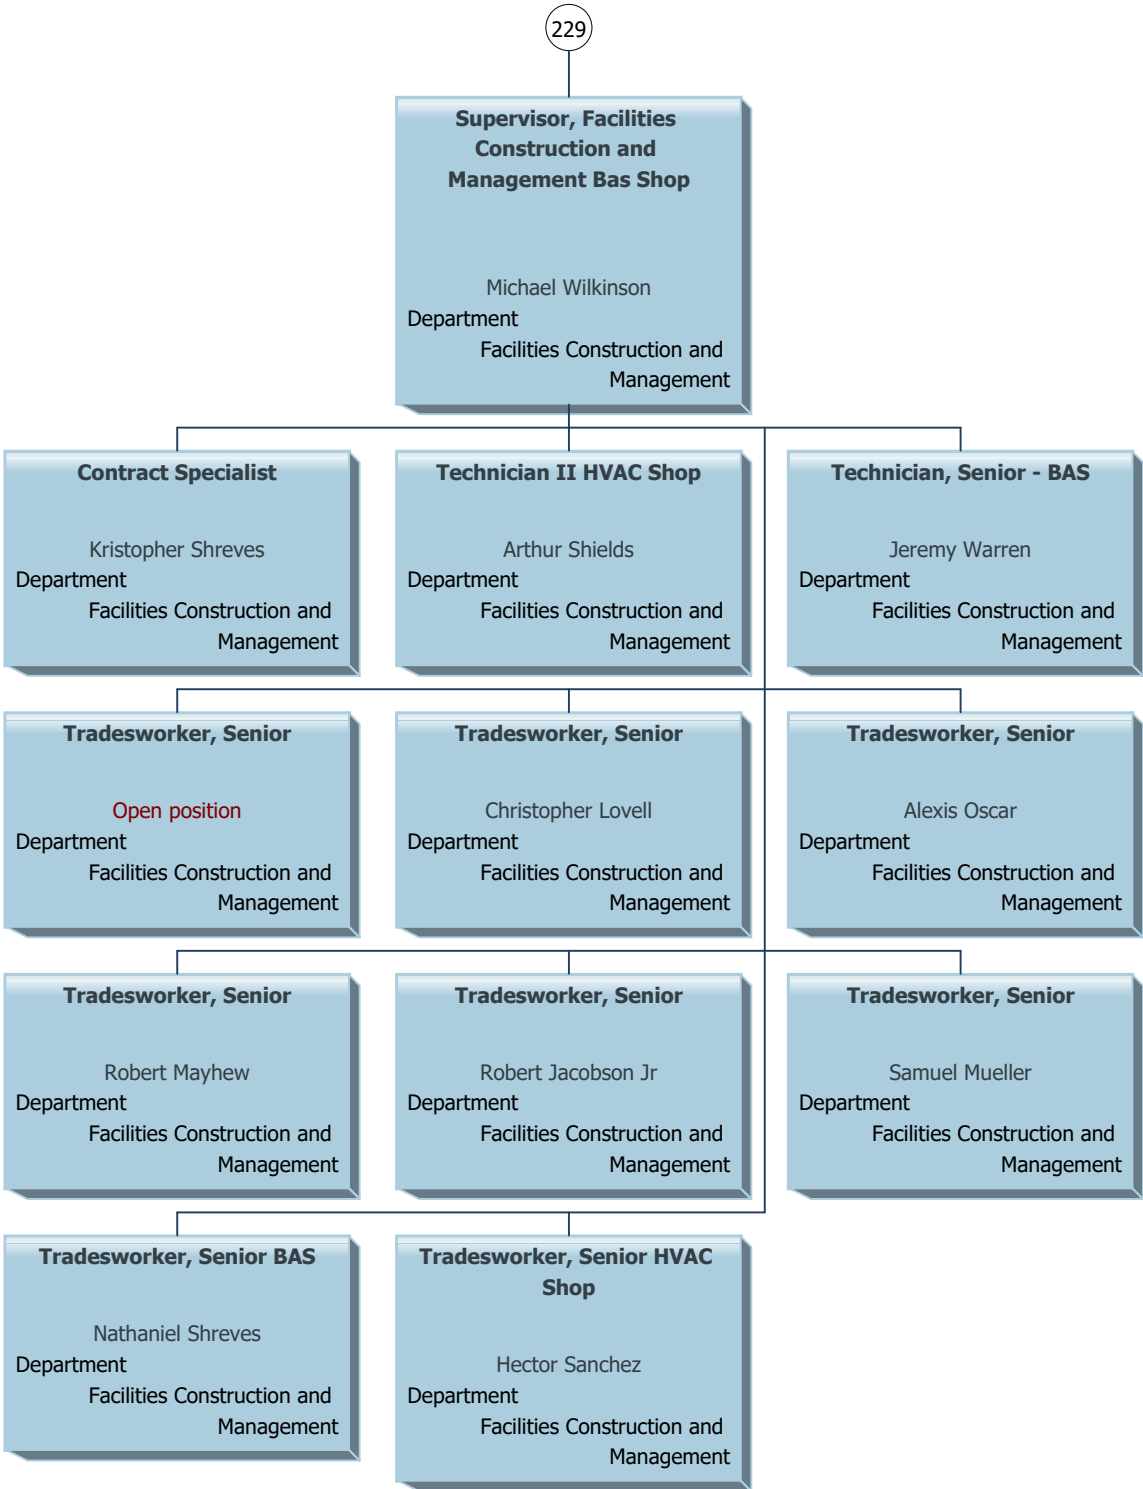 229
Supervisor, Facilities
Construction and
Management Bas Shop
Michael Wilkinson
Department
Facilities Construction and
Management
Contract Specialist
Kristopher Shreves
Department
Facilities Construction and
Management
Technician II HVAC Shop
Arthur Shields
Department
Facilities Construction and
Management
Technician, Senior - BAS
Jeremy Warren
Department
Facilities Construction and
Management
Tradesworker, Senior
Open position
Department
Facilities Construction and
Management
Tradesworker, Senior
Christopher Lovell
Department
Facilities Construction and
Management
Tradesworker, Senior
Alexis Oscar
Department
Facilities Construction and
Management
Tradesworker, Senior
Robert Mayhew
Department
Facilities Construction and
Management
Tradesworker, Senior
Robert Jacobson Jr
Department
Facilities Construction and
Management
Tradesworker, Senior
Samuel Mueller
Department
Facilities Construction and
Management
Tradesworker, Senior BAS
Nathaniel Shreves
Department
Facilities Construction and
Management
Tradesworker, Senior HVAC
Shop
Hector Sanchez
Department
Facilities Construction and
Management